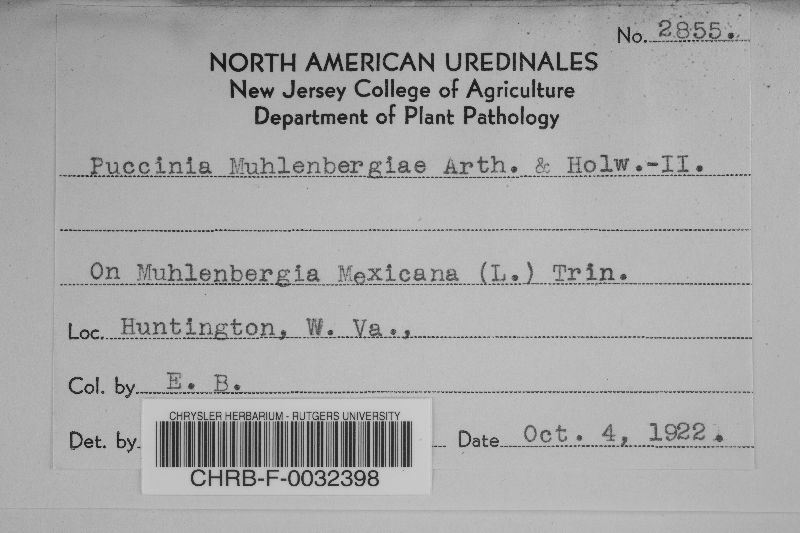 No. 2855.
NORTH AMERICAN UREDINALES
New Jersey College of Agriculture
Department of Plant Pathology
Puccinia Muhlenbergiae Arth. & Holw.-II.
On Muhlenbergia Mexicana (L.) Trin.
Loc. Huntington, W. Va.,
Col. by E. B.
Det. by Date Oct. 4, 1922.
CHRYSLER HERBARIUM - RUTGERS UNIVERSITY
CHRB-F-0032398